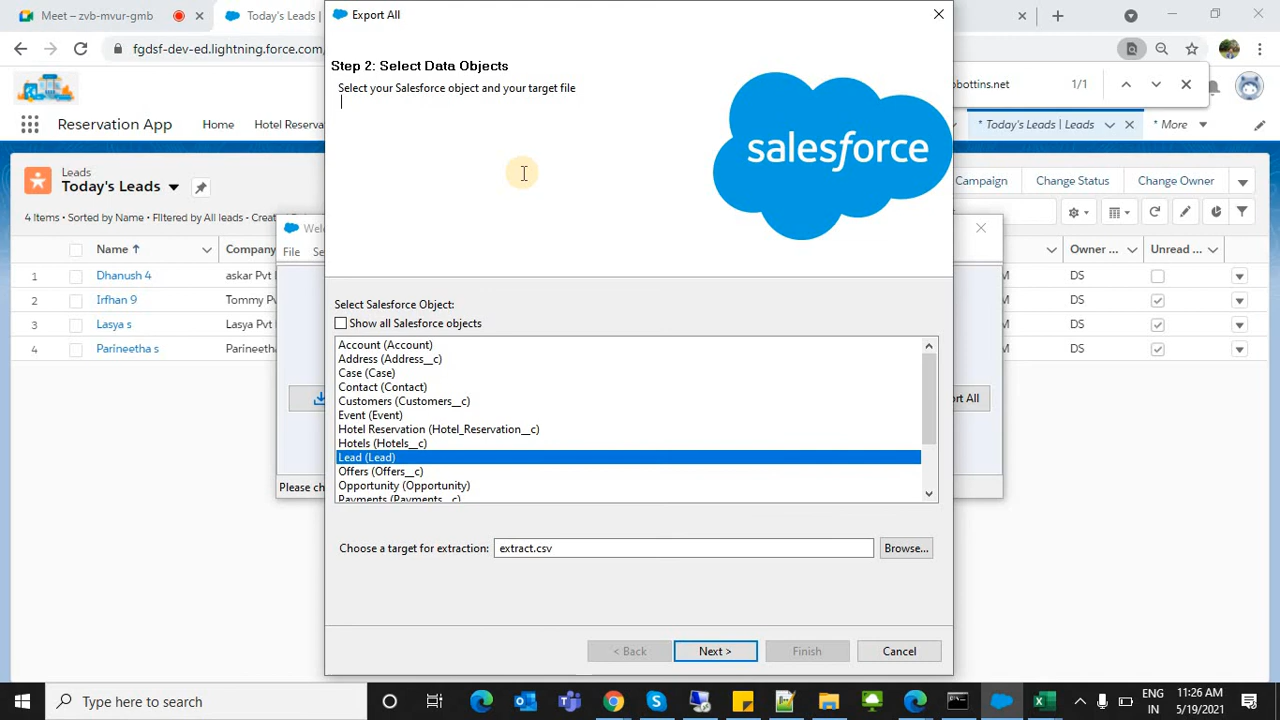 Meet – zvb-mvur-gmb
Today's Leads |
Export All
fgdsf-dev-ed.lightning.force.com/
obottins.net 1/1
Step 2: Select Data Objects
Select your Salesforce object and your target file
salesforce
Reservation App Home Hotel Reserva
* Today's Leads | Leads * More
Leads
Today's Leads
Campaign Change Status Change Owner
4 Items • Sorted by Name • Filtered by All leads • Created
Name Company Owner ... Unread ...
Welc
File Se
1 Dhanush 4 askar Pvt l M DS
2 Irfhan 9 Tommy Pv M DS
3 Lasya s Lasya Pvt M DS
4 Parineetha s Parineetha M DS
Select Salesforce Object:
Show all Salesforce objects
Account (Account)
Address (Address__c)
Case (Case)
Contact (Contact)
Customers (Customers__c)
Event (Event)
Hotel Reservation (Hotel_Reservation__c)
Hotels (Hotels__c)
Lead (Lead)
Offers (Offers__c)
Opportunity (Opportunity)
Payments (Payments__c)
ort All
Please ch
Choose a target for extraction: extract.csv Browse...
< Back Next > Finish Cancel
Type here to search
ENG
IN
11:26 AM
5/19/2021